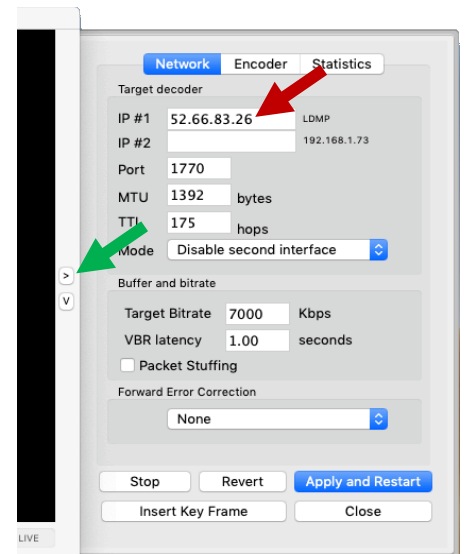 Network Encoder Statistics
Target decoder
IP #1 52.66.83.26 LDMP
IP #2 192.168.1.73
Port 1770
MTU 1392 bytes
TTL 175 hops
Mode Disable second interface
>
V
Buffer and bitrate
Target Bitrate 7000 Kbps
VBR latency 1.00 seconds
Packet Stuffing
Forward Error Correction
None
Stop Revert Apply and Restart
Insert Key Frame Close
LIVE